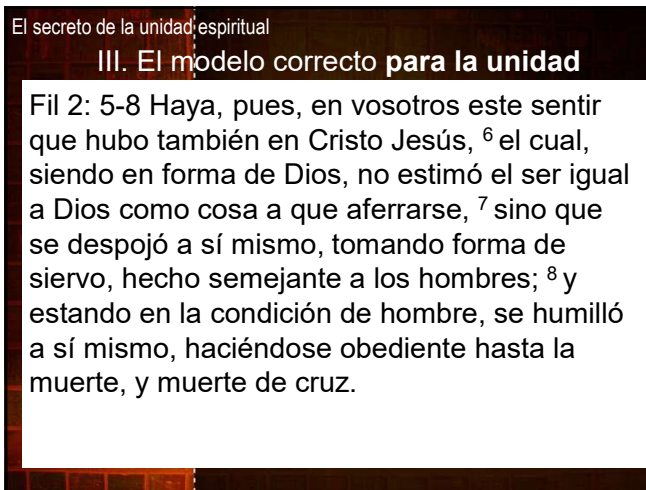 El secreto de la unidad espiritual
III. El modelo correcto para la unidad
Fil 2: 5-8 Haya, pues, en vosotros este sentir
que hubo también en Cristo Jesús, ⁶ el cual,
siendo en forma de Dios, no estimó el ser igual
a Dios como cosa a que aferrarse, ⁷ sino que
se despojó a sí mismo, tomando forma de
siervo, hecho semejante a los hombres; ⁸ y
estando en la condición de hombre, se humilló
a sí mismo, haciéndose obediente hasta la
muerte, y muerte de cruz.